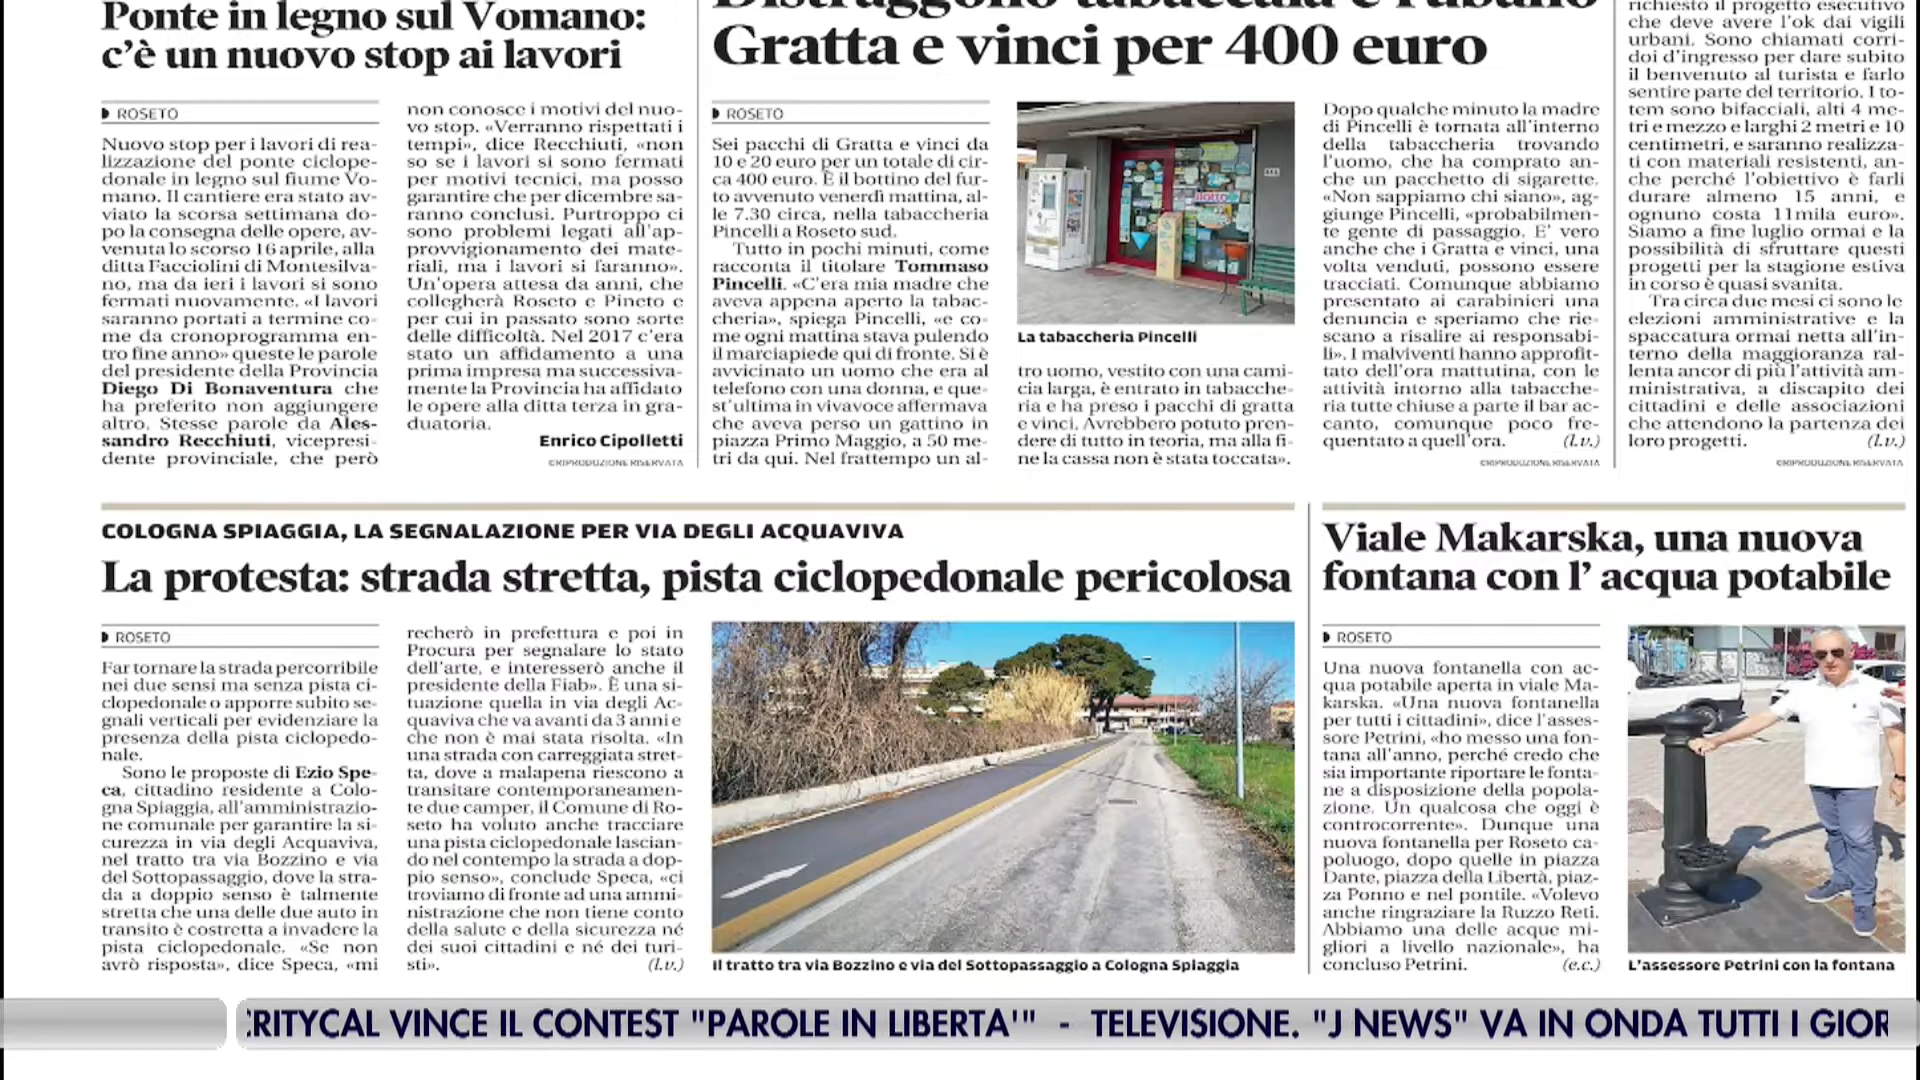 Ponte in legno sul Vomano:
c'è un nuovo stop ai lavori
ROSETO
Nuovo stop per i lavori di rea-
lizzazione del ponte ciclope-
donale in legno sul fiume Vo-
mano. Il cantiere era stato av-
viato la scorsa settimana do-
po la consegna delle opere, av-
venuta lo scorso 16 aprile, alla
ditta Facciolini di Montesilva-
no, ma da ieri i lavori si sono
fermati nuovamente. «I lavori
saranno portati a termine co-
me da cronoprogramma en-
tro fine anno» queste le parole
del presidente della Provincia
Diego Di Bonaventura che
ha preferito non aggiungere
altro. Stesse parole da Ales-
sandro Recchiuti, vicepresi-
dente provinciale, che però
non conosce i motivi del nuo-
vo stop. «Verranno rispettati i
tempi», dice Recchiuti, «non
so se i lavori si sono fermati
per motivi tecnici, ma posso
garantire che per dicembre sa-
ranno conclusi. Purtroppo ci
sono problemi legati all'ap-
provvigionamento dei mate-
riali, ma i lavori si faranno».
Un'opera attesa da anni, che
collegherà Roseto e Pineto e
per cui in passato sono sorte
delle difficoltà. Nel 2017 c'era
stato un affidamento a una
prima impresa ma successiva-
mente la Provincia ha affidato
le opere alla ditta terza in gra-
duatoria.
Enrico Cipolletti
©RIPRODUZIONE RISERVATA
Distruggono tabaccaia e rubano
Gratta e vinci per 400 euro
ROSETO
Sei pacchi di Gratta e vinci da
10 e 20 euro per un totale di cir-
ca 400 euro. È il bottino del fur-
to avvenuto venerdì mattina, al-
le 7.30 circa, nella tabaccheria
Pincelli a Roseto sud.
Tutto in pochi minuti, come
racconta il titolare Tommaso
Pincelli. «C'era mia madre che
aveva appena aperto la tabac-
cheria», spiega Pincelli, «e co-
me ogni mattina stava pulendo
il marciapiede qui di fronte. Si è
avvicinato un uomo che era al
telefono con una donna, e que-
st'ultima in vivavoce affermava
che aveva perso un gattino in
piazza Primo Maggio, a 50 me-
tri da qui. Nel frattempo un al-
La tabaccheria Pincelli
tro uomo, vestito con una cami-
cia larga, è entrato in tabacche-
ria e ha preso i pacchi di gratta
e vinci. Avrebbero potuto pren-
dere di tutto in teoria, ma alla fi-
ne la cassa non è stata toccata».
Dopo qualche minuto la madre
di Pincelli è tornata all'interno
della tabaccheria trovando
l'uomo, che ha comprato an-
che un pacchetto di sigarette.
«Non sappiamo chi siano», ag-
giunge Pincelli, «probabilmen-
te gente di passaggio. E' vero
anche che i Gratta e vinci, una
volta venduti, possono essere
tracciati. Comunque abbiamo
presentato ai carabinieri una
denuncia e speriamo che rie-
scano a risalire ai responsabi-
li». I malviventi hanno approfit-
tato dell'ora mattutina, con le
attività intorno alla tabacche-
ria tutte chiuse a parte il bar ac-
canto, comunque poco fre-
quentato a quell'ora. (l.v.)
©RIPRODUZIONE RISERVATA
richiesto il progetto esecutivo
che deve avere l'ok dai vigili
urbani. Sono chiamati corri-
doi d'ingresso per dare subito
il benvenuto al turista e farlo
sentire parte del territorio. I to-
tem sono bifacciali, alti 4 me-
tri e mezzo e larghi 2 metri e 10
centimetri, e saranno realizza-
ti con materiali resistenti, an-
che perché l'obiettivo è farli
durare almeno 15 anni, e
ognuno costa 11mila euro».
Siamo a fine luglio ormai e la
possibilità di sfruttare questi
progetti per la stagione estiva
in corso è quasi svanita.
Tra circa due mesi ci sono le
elezioni amministrative e la
spaccatura ormai netta all'in-
terno della maggioranza ral-
lenta ancor di più l'attività am-
ministrativa, a discapito dei
cittadini e delle associazioni
che attendono la partenza dei
loro progetti. (l.v.)
©RIPRODUZIONE RISERVATA
COLOGNA SPIAGGIA, LA SEGNALAZIONE PER VIA DEGLI ACQUAVIVA
La protesta: strada stretta, pista ciclopedonale pericolosa
ROSETO
Far tornare la strada percorribile
nei due sensi ma senza pista ci-
clopedonale o apporre subito se-
gnali verticali per evidenziare la
presenza della pista ciclopedo-
nale.
Sono le proposte di Ezio Spe-
ca, cittadino residente a Colo-
gna Spiaggia, all'amministrazio-
ne comunale per garantire la si-
curezza in via degli Acquaviva,
nel tratto tra via Bozzino e via
del Sottopassaggio, dove la stra-
da a doppio senso è talmente
stretta che una delle due auto in
transito è costretta a invadere la
pista ciclopedonale. «Se non
avrò risposta», dice Speca, «mi
recherò in prefettura e poi in
Procura per segnalare lo stato
dell'arte, e interesserò anche il
presidente della Fiab». È una si-
tuazione quella in via degli Ac-
quaviva che va avanti da 3 anni e
che non è mai stata risolta. «In
una strada con carreggiata stret-
ta, dove a malapena riescono a
transitare contemporaneamen-
te due camper, il Comune di Ro-
seto ha voluto anche tracciare
una pista ciclopedonale lascian-
do nel contempo la strada a dop-
pio senso», conclude Speca, «ci
troviamo di fronte ad una ammi-
nistrazione che non tiene conto
della salute e della sicurezza né
dei suoi cittadini e né dei turi-
sti». (l.v.)
Il tratto tra via Bozzino e via del Sottopassaggio a Cologna Spiaggia
Viale Makarska, una nuova
fontana con l' acqua potabile
ROSETO
Una nuova fontanella con ac-
qua potabile aperta in viale Ma-
karska. «Una nuova fontanella
per tutti i cittadini», dice l'asses-
sore Petrini, «ho messo una fon-
tana all'anno, perché credo che
sia importante riportare le fonta-
ne a disposizione della popola-
zione. Un qualcosa che oggi è
controcorrente». Dunque una
nuova fontanella per Roseto ca-
poluogo, dopo quelle in piazza
Dante, piazza della Libertà, piaz-
za Ponno e nel pontile. «Volevo
anche ringraziare la Ruzzo Reti.
Abbiamo una delle acque mi-
gliori a livello nazionale», ha
concluso Petrini. (e.c.)
L'assessore Petrini con la fontana
CRITYCAL VINCE IL CONTEST "PAROLE IN LIBERTA'" - TELEVISIONE. "J NEWS" VA IN ONDA TUTTI I GIOR